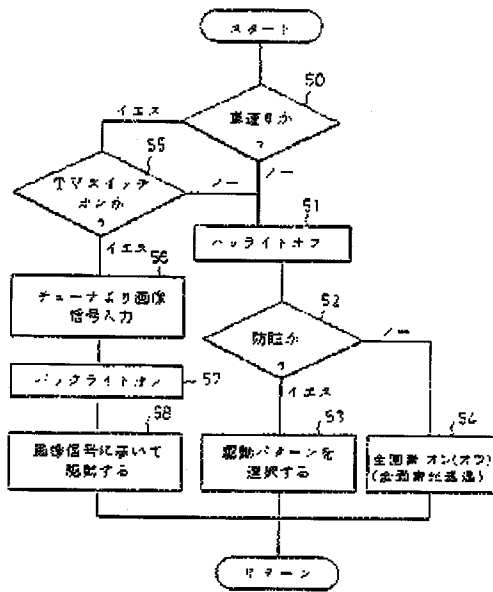 スタート
50
イエス
か
?
ノー
55
TVスイッチ
オンか
?
ノー
イエス
51
バックライトオフ
56
チューナより画像
信号入力
52
防眩か
?
ノー
イエス
バックライトオン
57
58
画像信号に基いて
駆動する
53
駆動パターンを
選択する
54
全画素オン(オフ)
(全画素光透過)
リターン